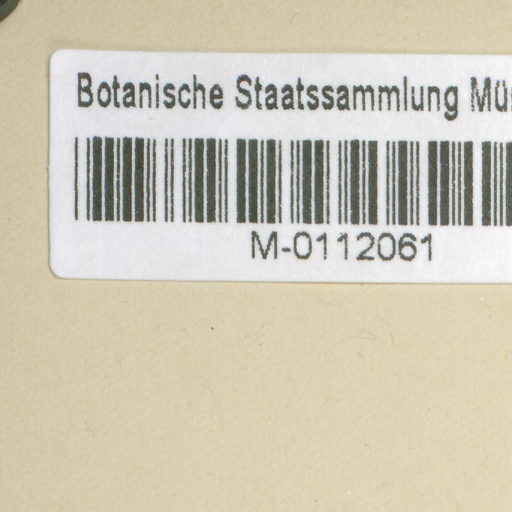 Botanische Staatssammlung Mü
M-0112061